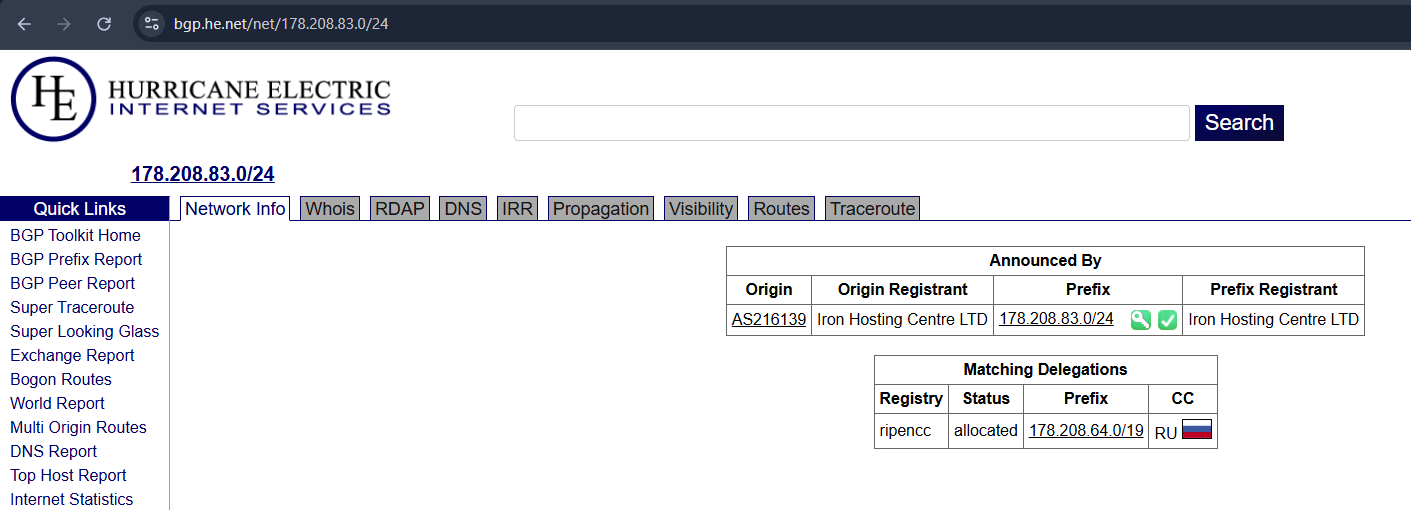 bgp.he.net/net/178.208.83.0/24
HE
HURRICANE ELECTRIC
INTERNET SERVICES
Search
178.208.83.0/24
Quick Links
BGP Toolkit Home
BGP Prefix Report
BGP Peer Report
Super Traceroute
Super Looking Glass
Exchange Report
Bogon Routes
World Report
Multi Origin Routes
DNS Report
Top Host Report
Internet Statistics
Network Info Whois RDAP DNS IRR Propagation Visibility Routes Traceroute
Announced By
Origin Origin Registrant Prefix Prefix Registrant
AS216139 Iron Hosting Centre LTD 178.208.83.0/24 Iron Hosting Centre LTD
Matching Delegations
Registry Status Prefix CC
ripencc allocated 178.208.64.0/19 RU